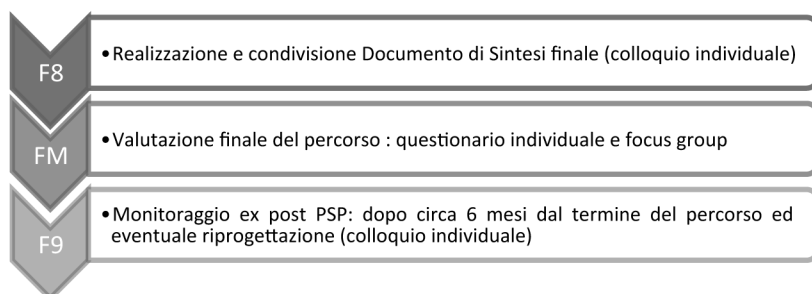 F8
• Realizzazione e condivisione Documento di Sintesi finale (colloquio individuale)
FM
• Valutazione finale del percorso : questionario individuale e focus group
F9
• Monitoraggio ex post PSP: dopo circa 6 mesi dal termine del percorso ed
eventuale riprogettazione (colloquio individuale)